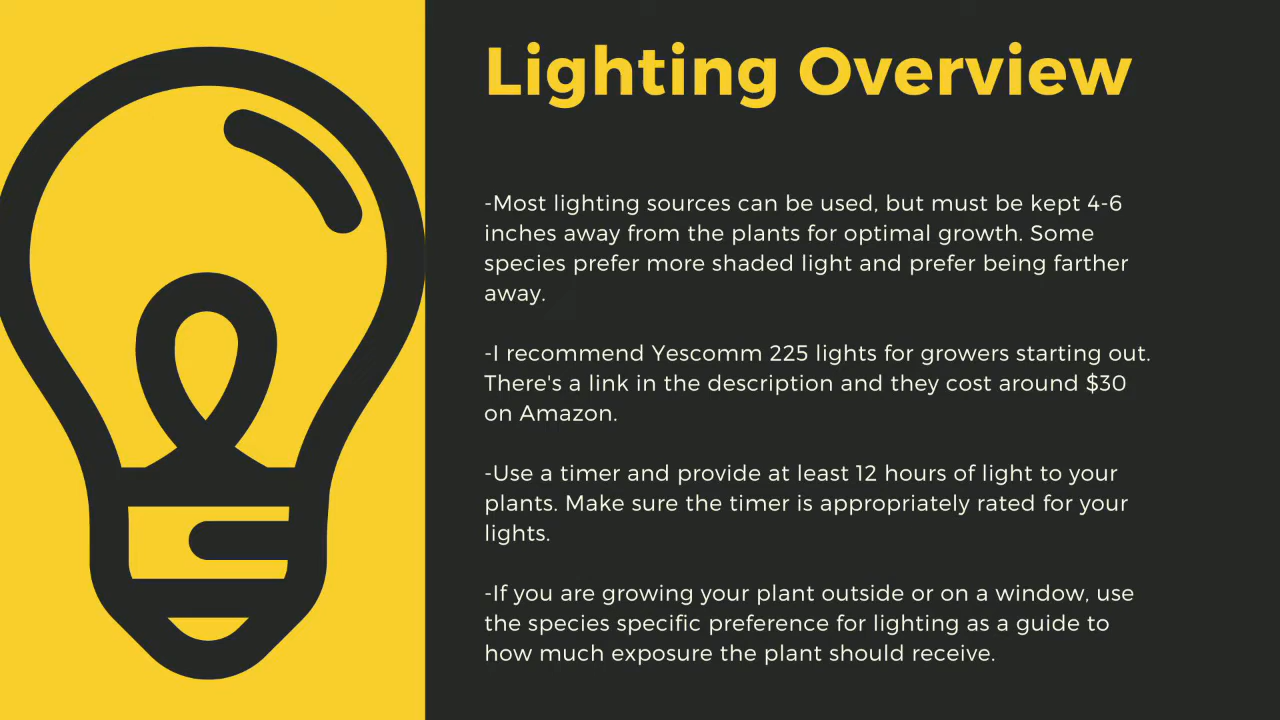 Lighting Overview
-Most lighting sources can be used, but must be kept 4-6
inches away from the plants for optimal growth. Some
species prefer more shaded light and prefer being farther
away.
-I recommend Yescomm 225 lights for growers starting out.
There's a link in the description and they cost around $30
on Amazon.
-Use a timer and provide at least 12 hours of light to your
plants. Make sure the timer is appropriately rated for your
lights.
-If you are growing your plant outside or on a window, use
the species specific preference for lighting as a guide to
how much exposure the plant should receive.